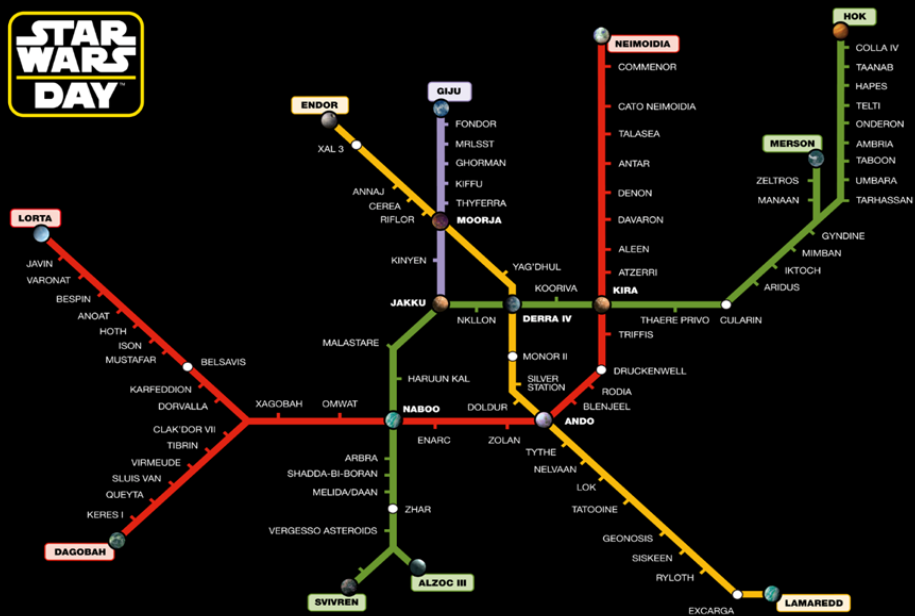 STAR
WARS
DAY™
HOK
COLLA IV
TAANAB
HAPES
TELTI
ONDERON
AMBRIA
TABOON
UMBARA
TARHASSAN
MERSON
ZELTROS
MANAAN
GYNDINE
MIMBAN
IKTOCH
ARIDUS
CULARIN
THAERE PRIVO
NEIMOIDIA
COMMENOR
CATO NEIMOIDIA
TALASEA
ANTAR
DENON
DAVARON
ALEEN
ATZERRI
KIRA
TRIFFIS
DRUCKENWELL
RODIA
BLENJEEL
ANDO
GIJU
FONDOR
MRLSST
GHORMAN
KIFFU
THYFERRA
MOORJA
KINYEN
JAKKU
NKLLON
DERRA IV
KOORIVA
ENDOR
XAL 3
ANNAJ
CEREA
RIFLOR
YAG'DHUL
MONOR II
SILVER
STATION
DOLDUR
TYTHE
NELVAAN
LOK
TATOOINE
GEONOSIS
SISKEEN
RYLOTH
EXCARGA
LAMAREDD
LORTA
JAVIN
VARONAT
BESPIN
ANOAT
HOTH
ISON
MUSTAFAR
BELSAVIS
KARFEDDION
DORVALLA
XAGOBAH
OMWAT
NABOO
ENARC
ZOLAN
CLAK'DOR VII
TIBRIN
VIRMEUDE
SLUIS VAN
QUEYTA
KERES I
DAGOBAH
MALASTARE
HARUUN KAL
ARBRA
SHADDA-BI-BORAN
MELIDA/DAAN
ZHAR
VERGESSO ASTEROIDS
ALZOC III
SVIVREN